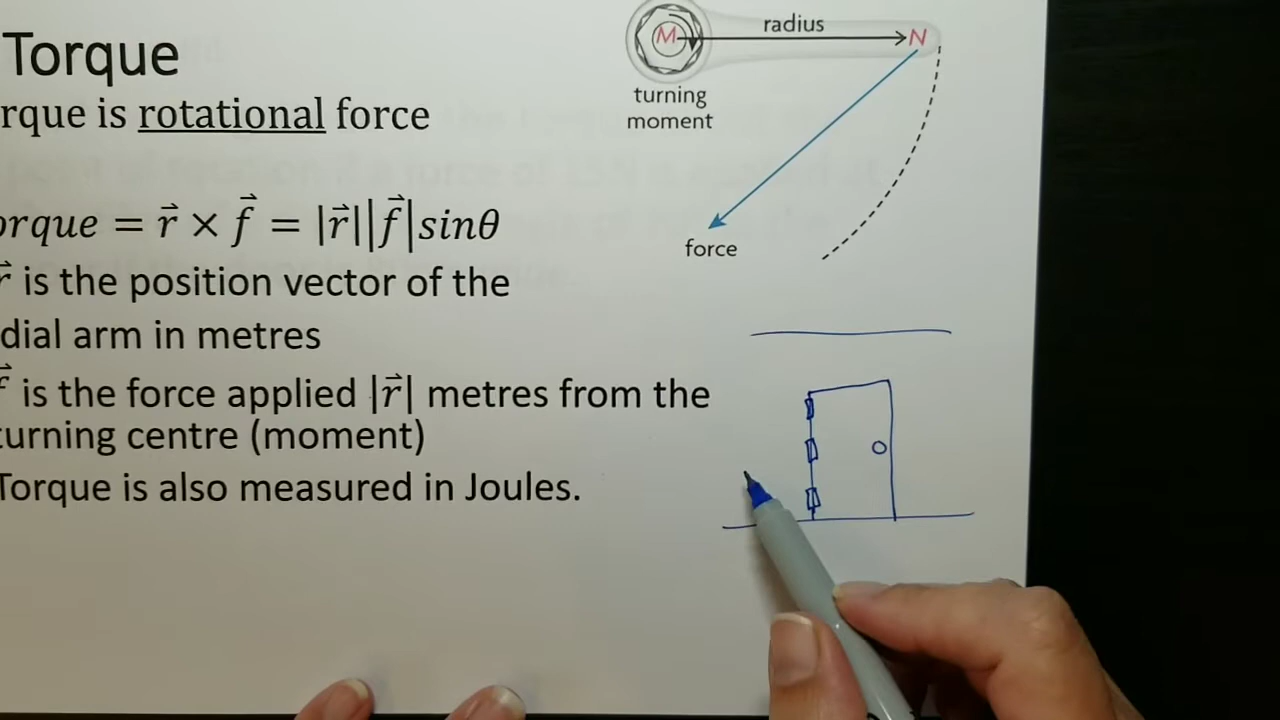 Torque
rque is rotational force
orque = r⃗ × f⃗ = |r⃗||f⃗|sinθ
r⃗ is the position vector of the
dial arm in metres
f⃗ is the force applied |r⃗| metres from the
turning centre (moment)
Torque is also measured in Joules.
M
radius
N
turning
moment
force